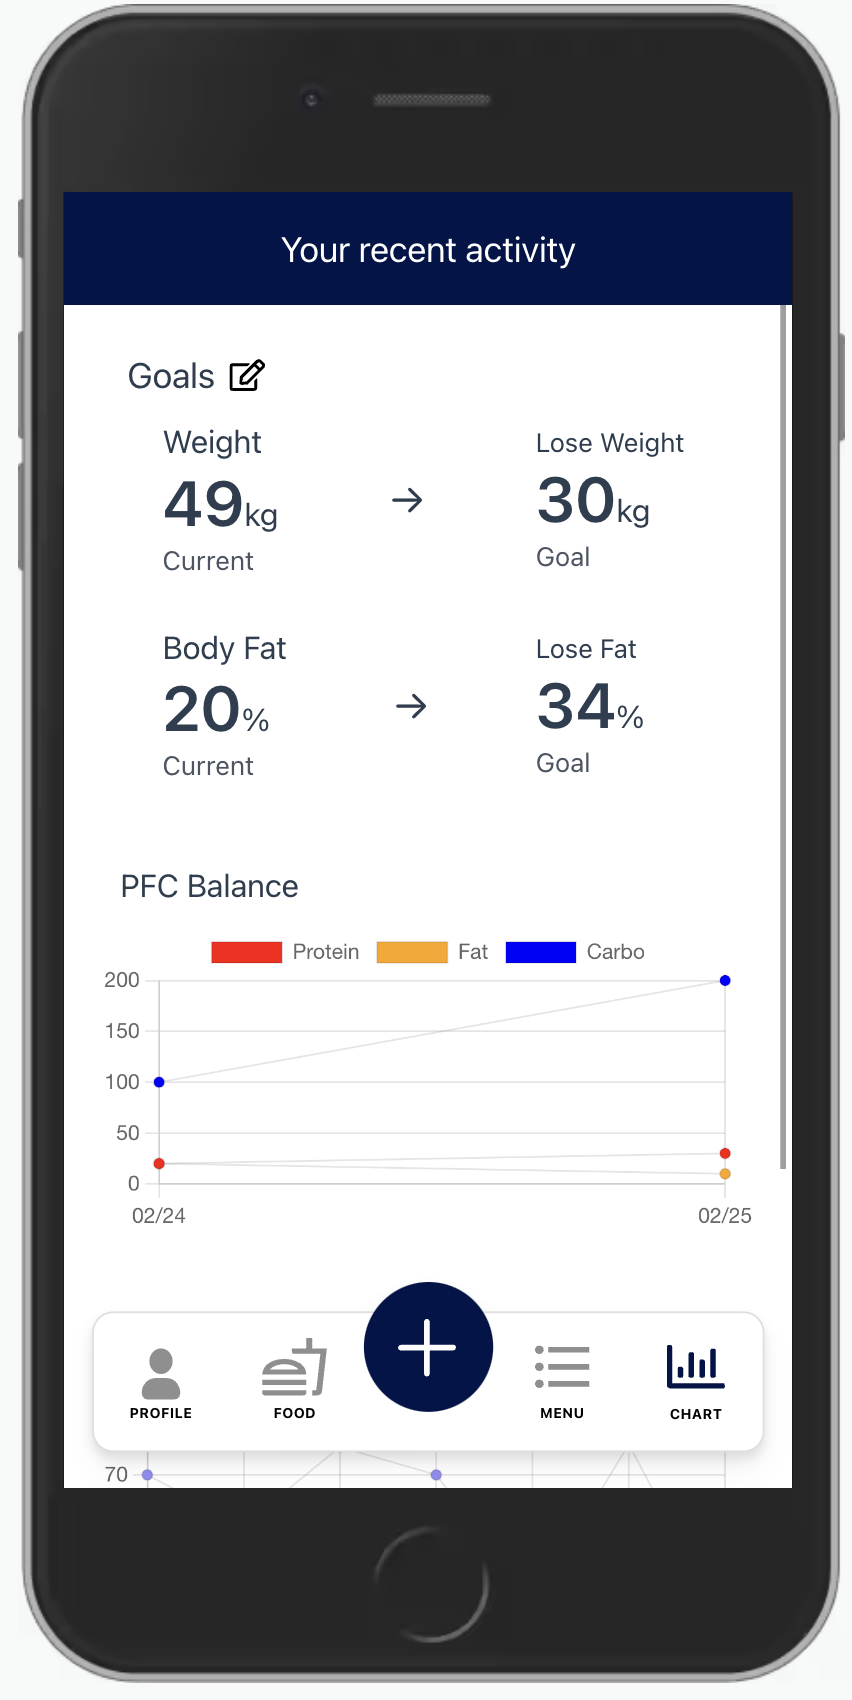 Your recent activity
Goals
Weight
Lose Weight
49kg
30kg
Current
Goal
Body Fat
Lose Fat
20%
34%
Current
Goal
PFC Balance
Protein Fat Carbo
200
150
100
50
0
02/24 02/25
PROFILE FOOD MENU CHART
70